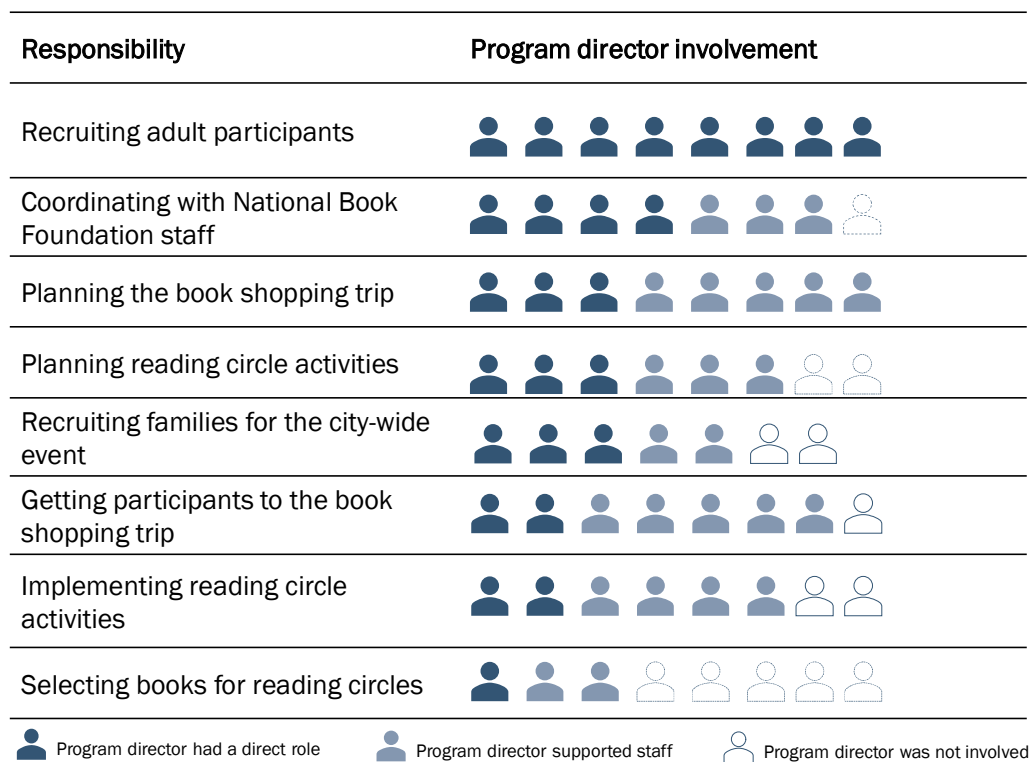 Responsibility Program director involvement
Recruiting adult participants
Coordinating with National Book
Foundation staff
Planning the book shopping trip
Planning reading circle activities
Recruiting families for the city-wide
event
Getting participants to the book
shopping trip
Implementing reading circle
activities
Selecting books for reading circles
Program director had a direct role Program director supported staff Program director was not involved